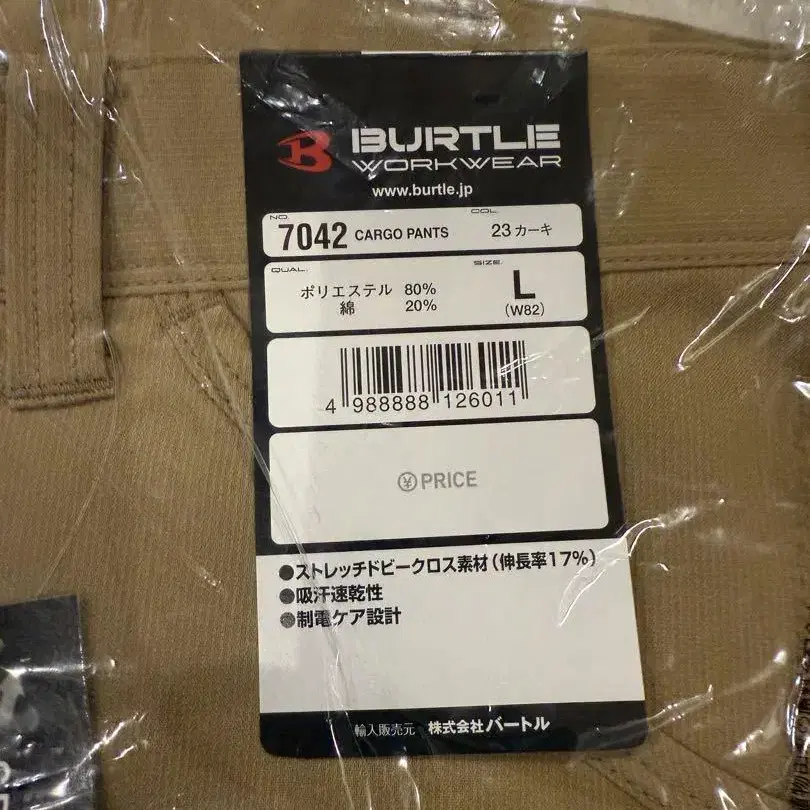 BURTLE
WORKWEAR
www.burtle.jp
NO.
COL.
7042 CARGO PANTS 23 カーキ
QUAL.
SIZE.
ポリエステル 80%
綿 20%
L
(W82)
4 988888 126011
¥ PRICE
●ストレッチドビークロス素材(伸長率17%)
●吸汗速乾性
●制電ケア設計
輸入販売元 株式会社バートル